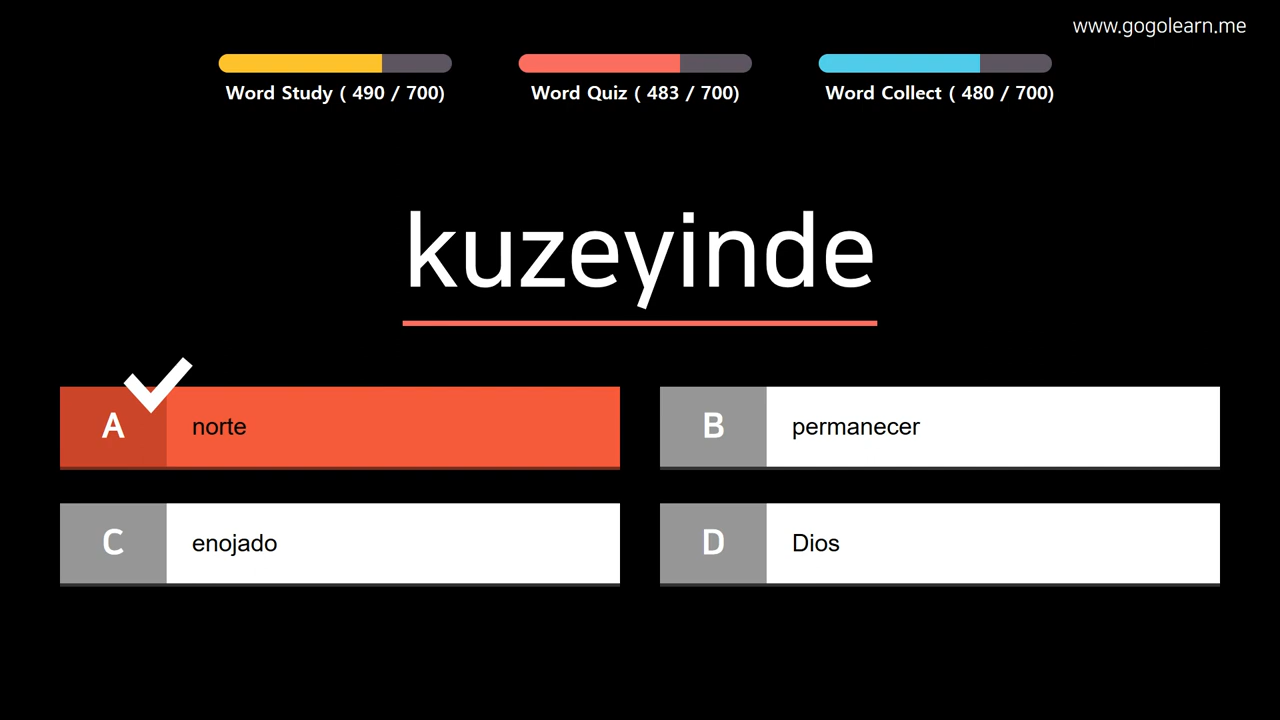 www.gogolearn.me
Word Study ( 490 / 700)
Word Quiz ( 483 / 700)
Word Collect ( 480 / 700)
kuzeyinde
A norte
B permanecer
C enojado
D Dios